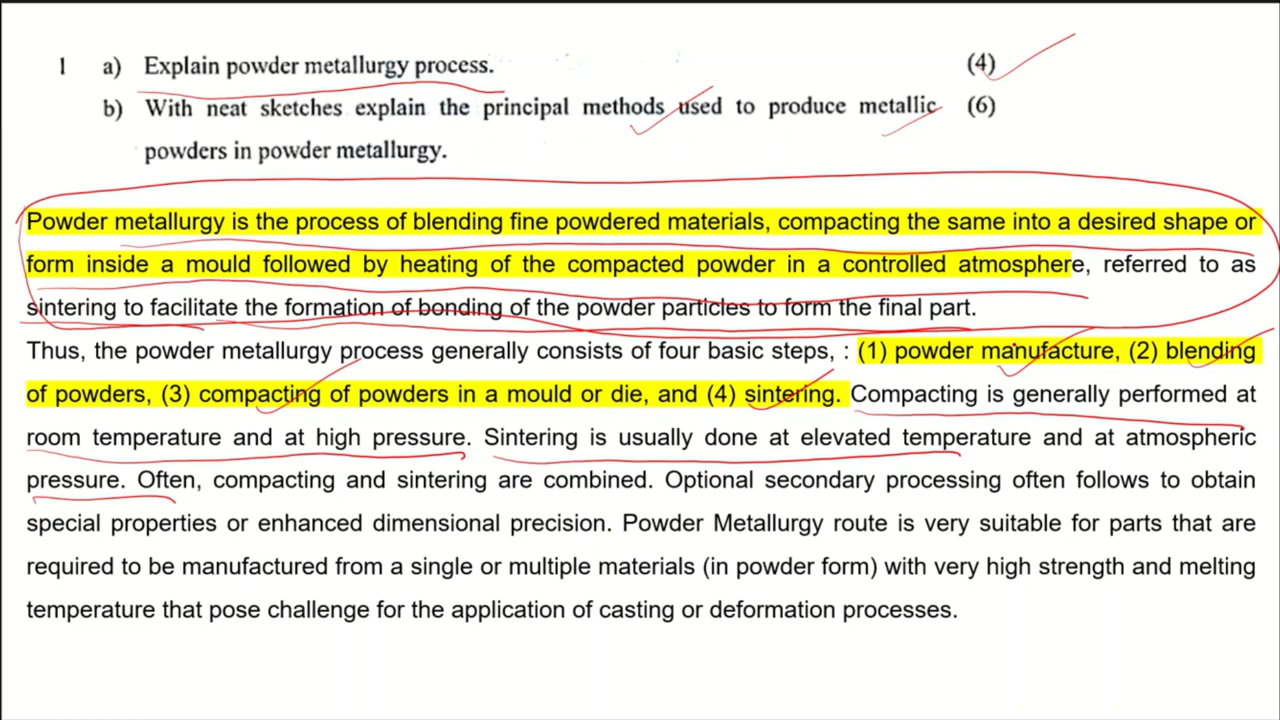 1 a) Explain powder metallurgy process. (4)
b) With neat sketches explain the principal methods used to produce metallic (6)
powders in powder metallurgy.
Powder metallurgy is the process of blending fine powdered materials, compacting the same into a desired shape or
form inside a mould followed by heating of the compacted powder in a controlled atmosphere, referred to as
sintering to facilitate the formation of bonding of the powder particles to form the final part.
Thus, the powder metallurgy process generally consists of four basic steps, : (1) powder manufacture, (2) blending
of powders, (3) compacting of powders in a mould or die, and (4) sintering. Compacting is generally performed at
room temperature and at high pressure. Sintering is usually done at elevated temperature and at atmospheric
pressure. Often, compacting and sintering are combined. Optional secondary processing often follows to obtain
special properties or enhanced dimensional precision. Powder Metallurgy route is very suitable for parts that are
required to be manufactured from a single or multiple materials (in powder form) with very high strength and melting
temperature that pose challenge for the application of casting or deformation processes.